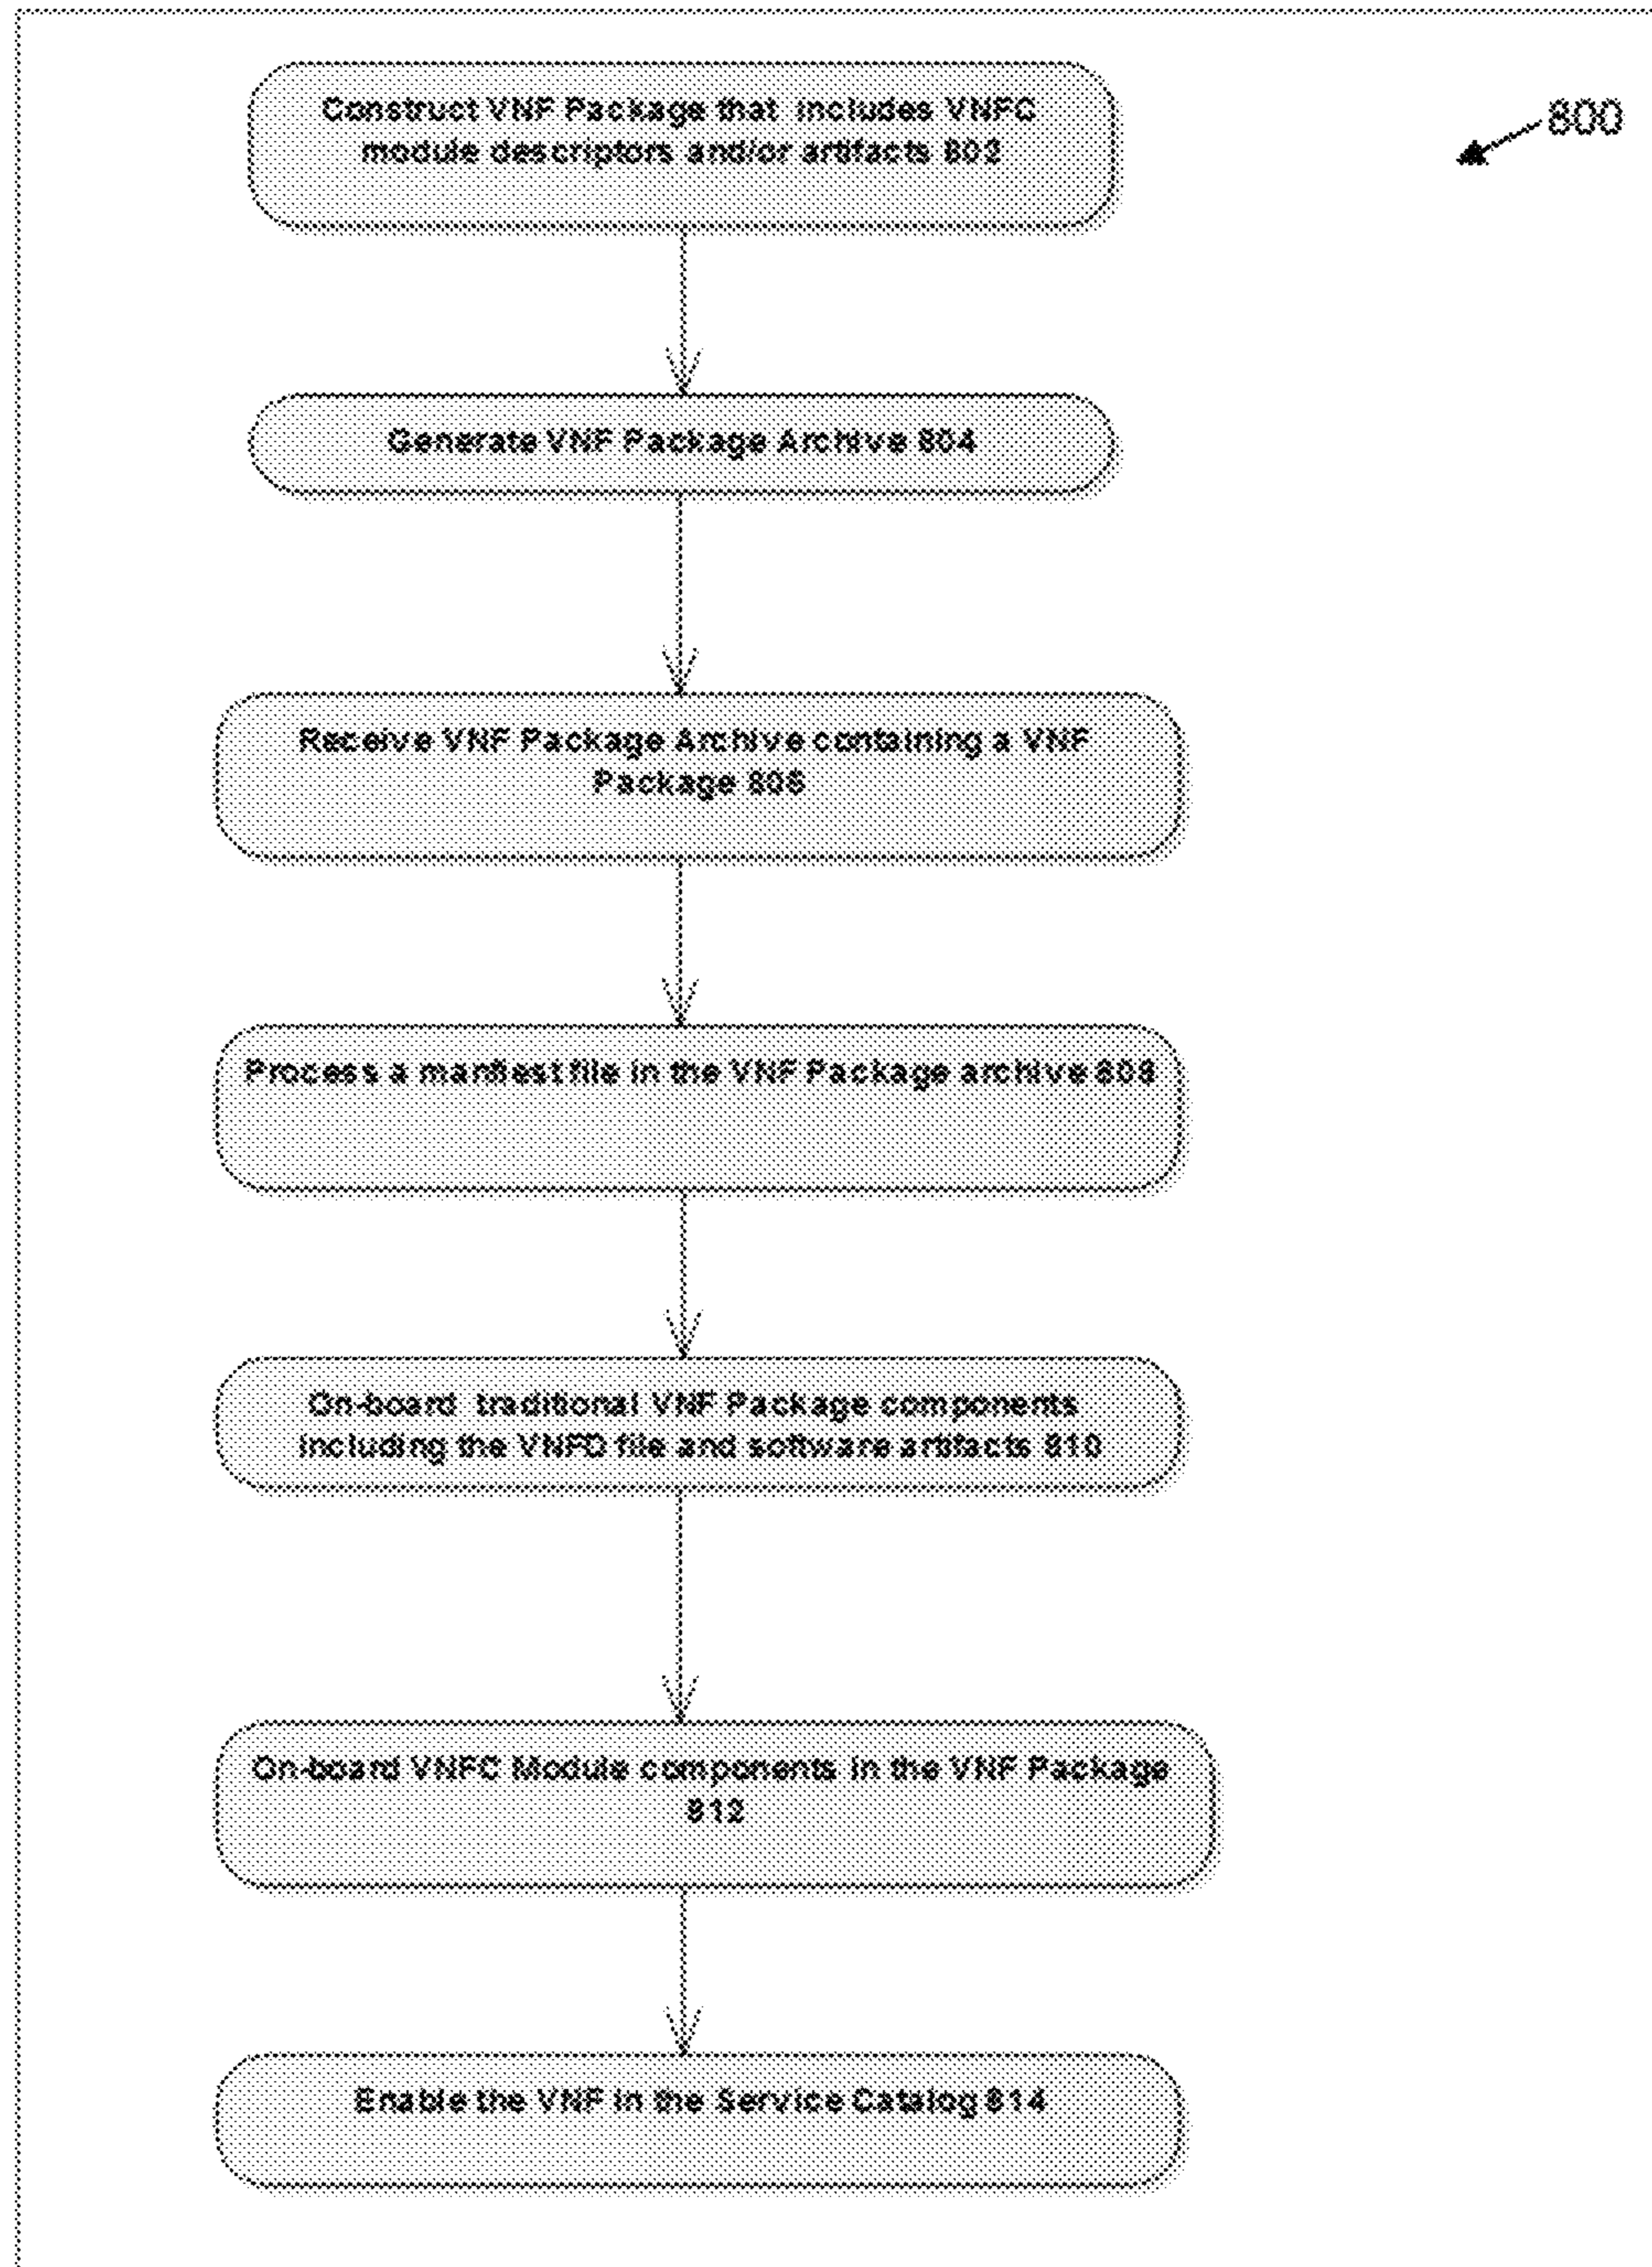 Construct VNF Package that includes VNFC
module descriptors and/or artifacts 802
800
Generate VNF Package Archive 804
Receive VNF Package Archive containing a VNF
Package 806
Process a manfiest file in the VNF Package archive 808
On-board traditional VNF Package components
including the VNFD file and software artifacts 810
On-board VNFC Module components in the VNF Package
812
Enable the VNF in the Service Catalog 814